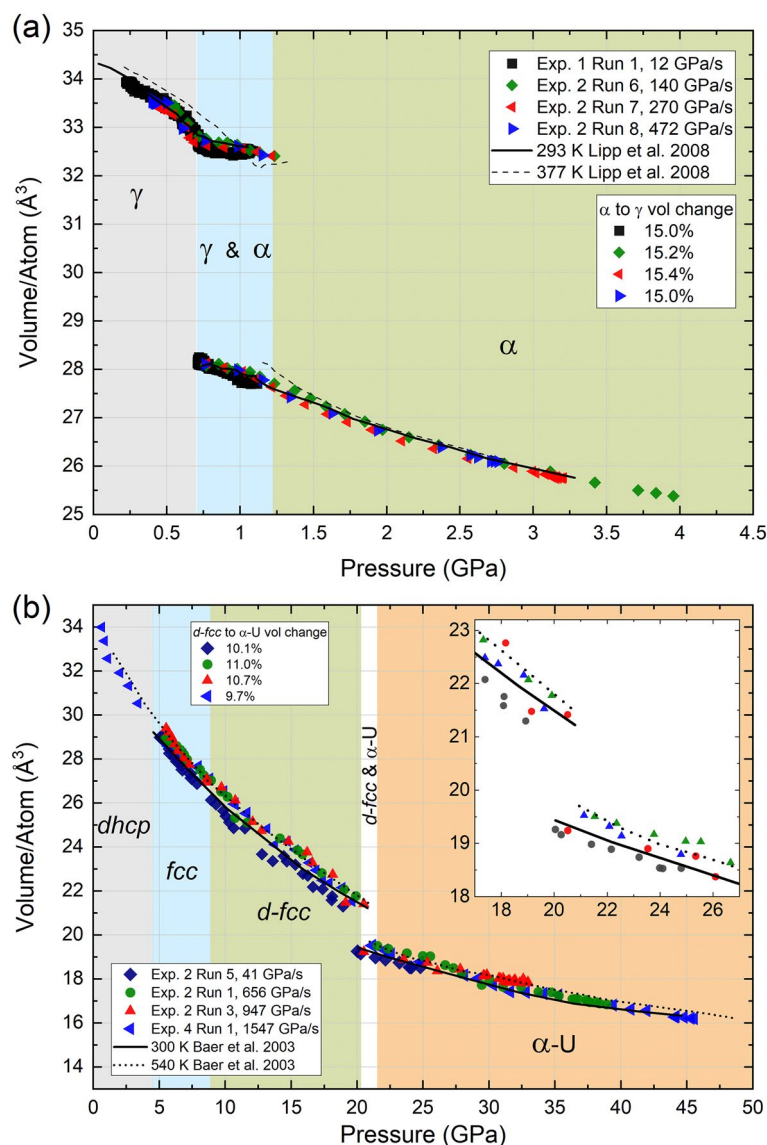 (a)
35
34
33
32
31
30
29
28
27
26
25
Volume/Atom (Å³)
Exp. 1 Run 1, 12 GPa/s
Exp. 2 Run 6, 140 GPa/s
Exp. 2 Run 7, 270 GPa/s
Exp. 2 Run 8, 472 GPa/s
293 K Lipp et al. 2008
377 K Lipp et al. 2008
α to γ vol change
15.0%
15.2%
15.4%
15.0%
γ
γ & α
α
0 0.5 1 1.5 2 2.5 3 3.5 4 4.5
Pressure (GPa)
(b)
34
32
30
28
26
24
22
20
18
16
14
Volume/Atom (Å³)
d-fcc to α-U vol change
10.1%
11.0%
10.7%
9.7%
dhcp
fcc
d-fcc
d-fcc & α-U
α-U
23
22
21
20
19
18
18 20 22 24 26
Exp. 2 Run 5, 41 GPa/s
Exp. 2 Run 1, 656 GPa/s
Exp. 2 Run 3, 947 GPa/s
Exp. 4 Run 1, 1547 GPa/s
300 K Baer et al. 2003
540 K Baer et al. 2003
0 5 10 15 20 25 30 35 40 45 50
Pressure (GPa)